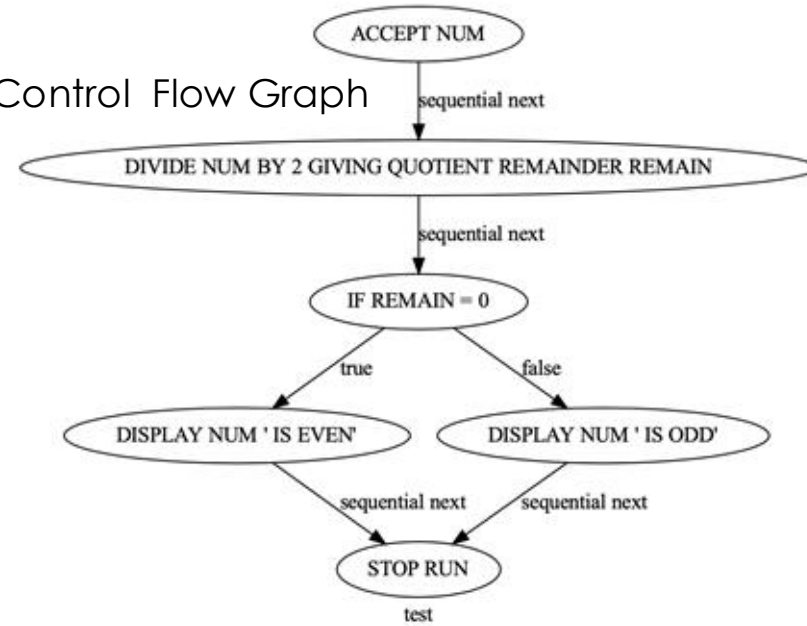 ACCEPT NUM
Control Flow Graph
sequential next
DIVIDE NUM BY 2 GIVING QUOTIENT REMAINDER REMAIN
sequential next
IF REMAIN = 0
true
false
DISPLAY NUM ' IS EVEN'
DISPLAY NUM ' IS ODD'
sequential next
sequential next
STOP RUN
test